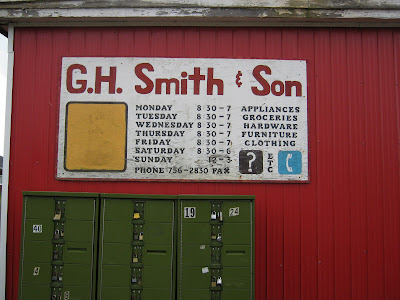 G.H. Smith & Son
MONDAY 8 30-7 APPLIANCES
TUESDAY 8 30-7 GROCERIES
WEDNESDAY 8 30-7 HARDWARE
THURSDAY 8 30-7 FURNITURE
FRIDAY 8 30-7 CLOTHING
SATURDAY 8 30-6
SUNDAY 12-3
PHONE 756-2830 FAX
? ETC
40
19
24
4